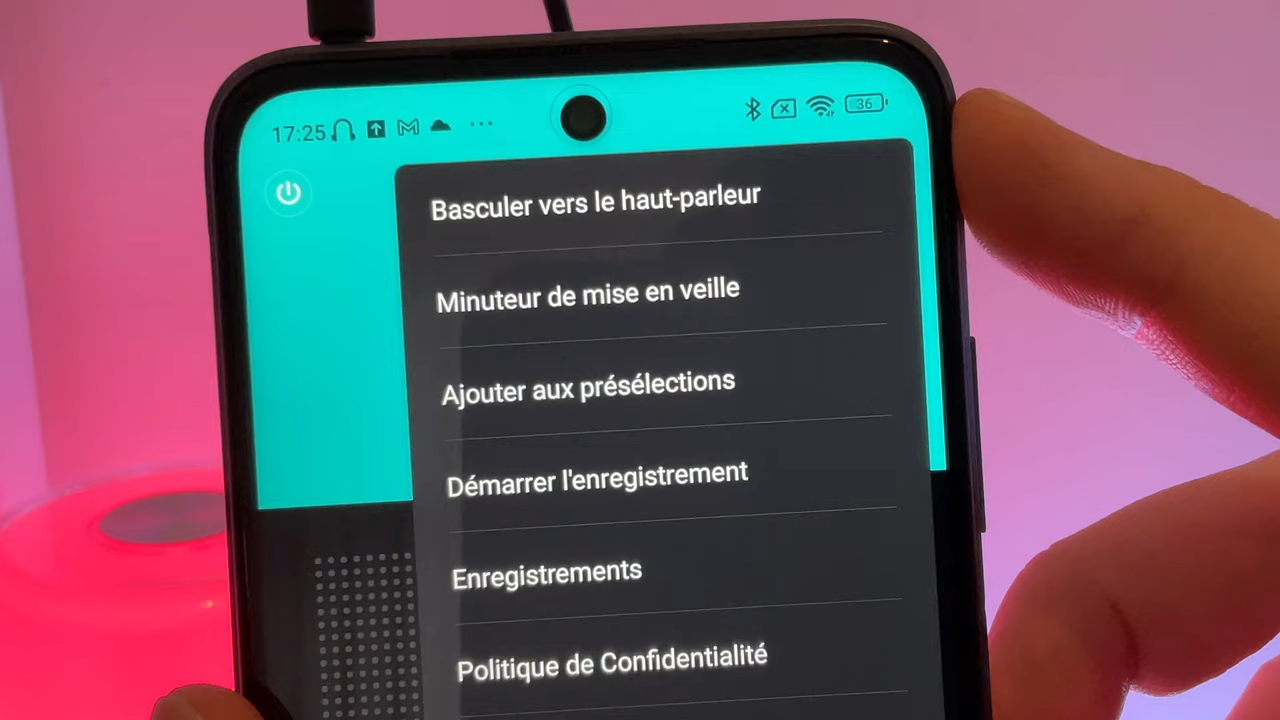 17:25 36
Basculer vers le haut-parleur
Minuteur de mise en veille
Ajouter aux présélections
Démarrer l'enregistrement
Enregistrements
Politique de Confidentialité